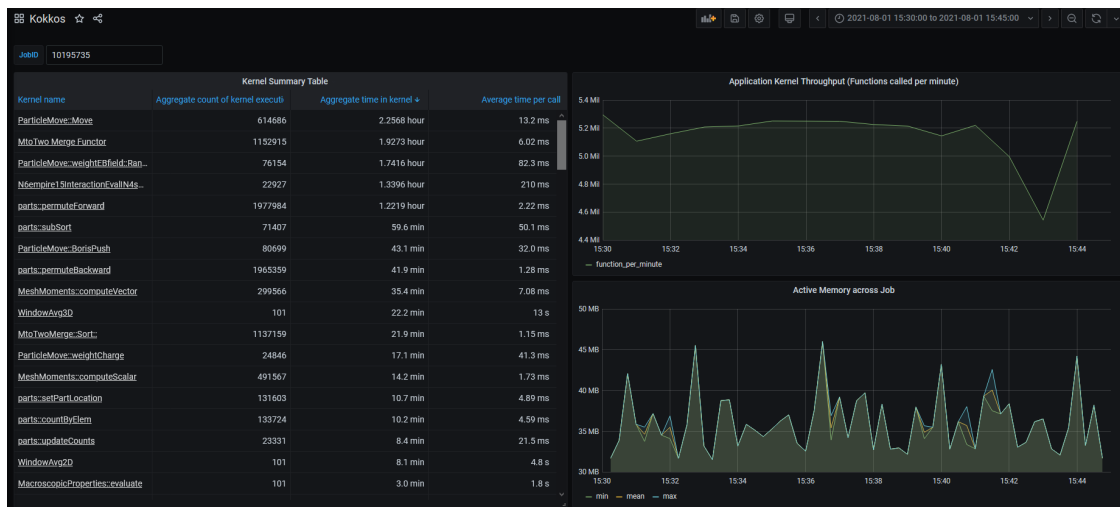 Kokkos
2021-08-01 15:30:00 to 2021-08-01 15:45:00
JobID 10195735
Kernel Summary Table
Kernel name Aggregate count of kernel executi Aggregate time in kernel Average time per call
ParticleMove::Move 614686 2.2568 hour 13.2 ms
MtoTwo Merge Functor 1152915 1.9273 hour 6.02 ms
ParticleMove::weightEBfield::Ran... 76154 1.7416 hour 82.3 ms
N6empire15InteractionEvalIN4s... 22927 1.3396 hour 210 ms
parts::permuteForward 1977984 1.2219 hour 2.22 ms
parts::subSort 71407 59.6 min 50.1 ms
ParticleMove::BorisPush 80699 43.1 min 32.0 ms
parts::permuteBackward 1965359 41.9 min 1.28 ms
MeshMoments::computeVector 299566 35.4 min 7.08 ms
WindowAvg3D 101 22.2 min 13 s
MtoTwoMerge::Sort:: 1137159 21.9 min 1.15 ms
ParticleMove::weightCharge 24846 17.1 min 41.3 ms
MeshMoments::computeScalar 491567 14.2 min 1.73 ms
parts::setPartLocation 131603 10.7 min 4.89 ms
parts::countByElem 133724 10.2 min 4.59 ms
parts::updateCounts 23331 8.4 min 21.5 ms
WindowAvg2D 101 8.1 min 4.8 s
MacroscopicProperties::evaluate 101 3.0 min 1.8 s
Application Kernel Throughput (Functions called per minute)
5.4 Mil
5.2 Mil
5.0 Mil
4.8 Mil
4.6 Mil
4.4 Mil
15:30 15:32 15:34 15:36 15:38 15:40 15:42 15:44
function_per_minute
Active Memory across Job
50 MB
45 MB
40 MB
35 MB
30 MB
15:30 15:32 15:34 15:36 15:38 15:40 15:42 15:44
min mean max